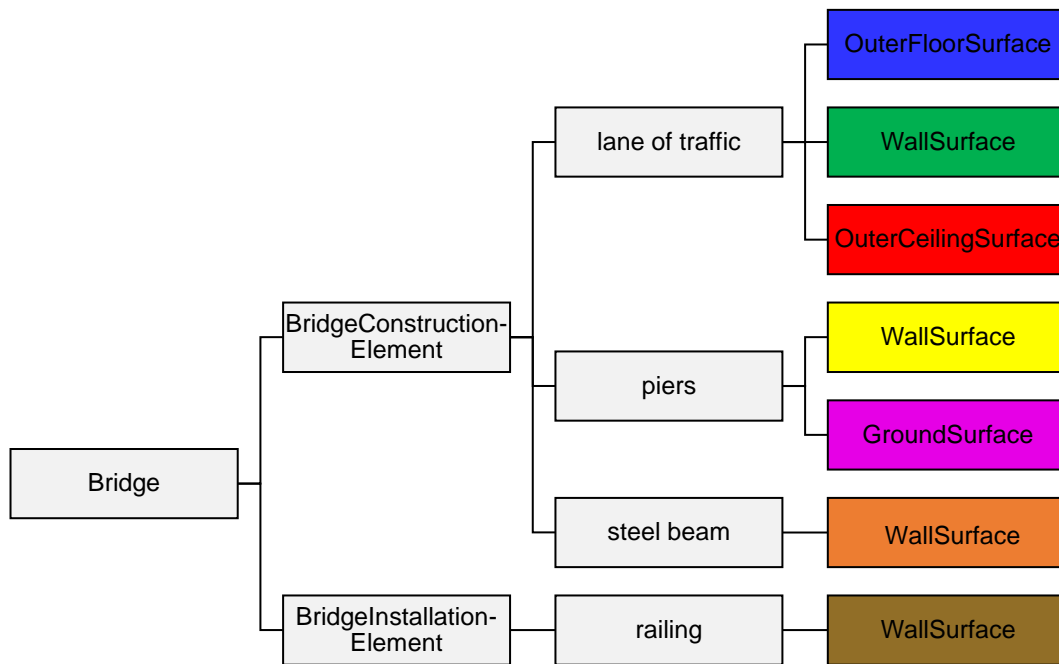 OuterFloorSurface
lane of traffic
WallSurface
OuterCeilingSurface
BridgeConstruction-
Element
WallSurface
piers
GroundSurface
Bridge
steel beam
WallSurface
BridgeInstallation-
Element
railing
WallSurface